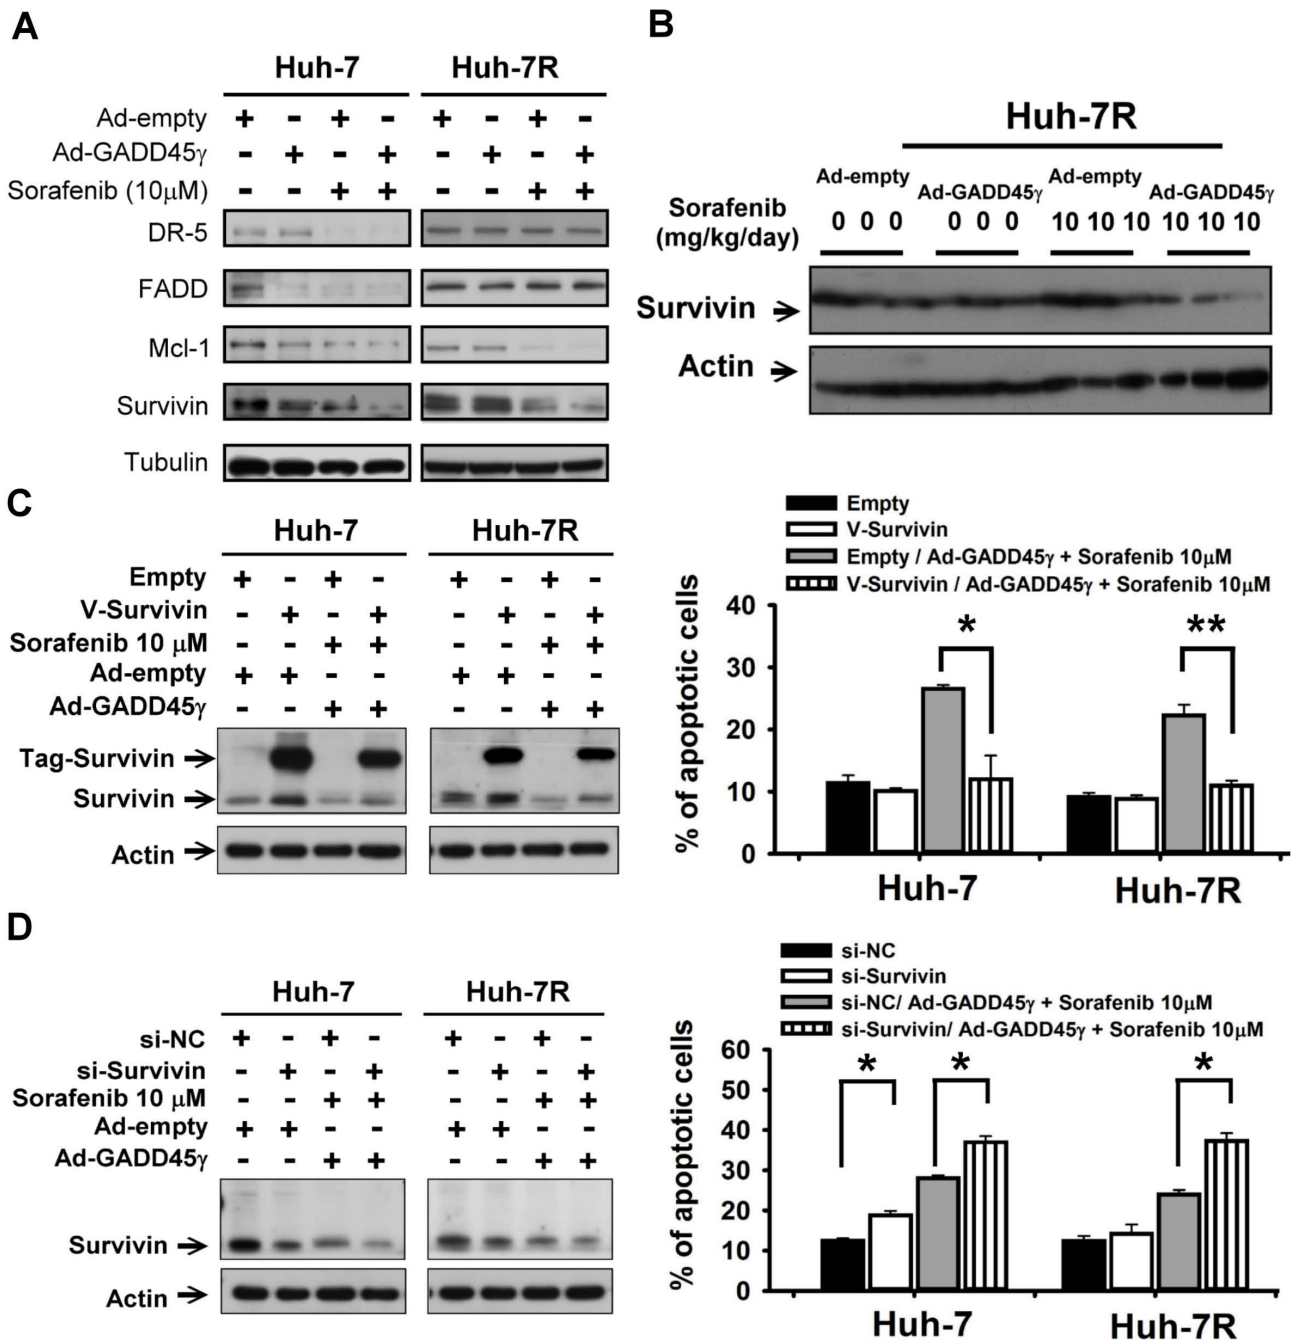 A
Huh-7 Huh-7R
Ad-empty + - + - + - + -
Ad-GADD45γ - + - + - + - +
Sorafenib (10μM) - - + + - - + +
DR-5
FADD
Mcl-1
Survivin
Tubulin
B
Huh-7R
Ad-empty Ad-GADD45γ Ad-empty Ad-GADD45γ
Sorafenib
(mg/kg/day)
0 0 0 0 0 0 10 10 10 10 10 10
Survivin
Actin
C
Huh-7 Huh-7R
Empty + - + - + - + -
V-Survivin - + - + - + - +
Sorafenib 10 μM - - + + - - + +
Ad-empty + + - - + + - -
Ad-GADD45γ - - + + - - + +
Tag-Survivin
Survivin
Actin
Empty
V-Survivin
Empty / Ad-GADD45γ + Sorafenib 10μM
V-Survivin / Ad-GADD45γ + Sorafenib 10μM
% of apoptotic cells
40
30
20
10
0
* **
Huh-7 Huh-7R
D
Huh-7 Huh-7R
si-NC + - + - + - + -
si-Survivin - + - + - + - +
Sorafenib 10 μM - - + + - - + +
Ad-empty + + - - + + - -
Ad-GADD45γ - - + + - - + +
Survivin
Actin
si-NC
si-Survivin
si-NC/ Ad-GADD45γ + Sorafenib 10μM
si-Survivin/ Ad-GADD45γ + Sorafenib 10μM
% of apoptotic cells
60
50
40
30
20
10
0
* * *
Huh-7 Huh-7R